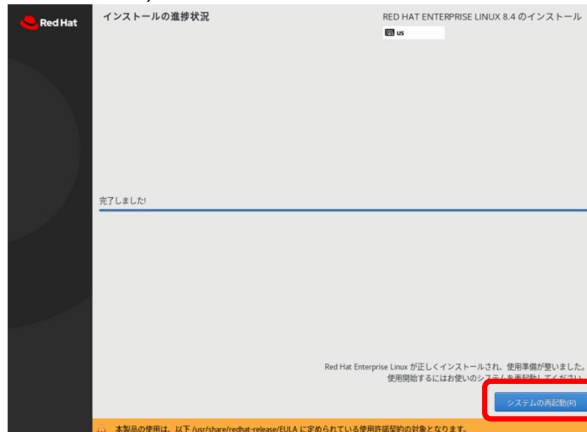 Red Hat
インストールの進捗状況
RED HAT ENTERPRISE LINUX 8.4 のインストール
us
完了しました!
Red Hat Enterprise Linux が正しくインストールされ、使用準備が整いました。
使用開始するにはお使いのシステムを再起動してください
システムの再起動(R)
本製品の使用は、以下 /usr/share/redhat-release/EULA に定められている使用許諾契約の対象となります。